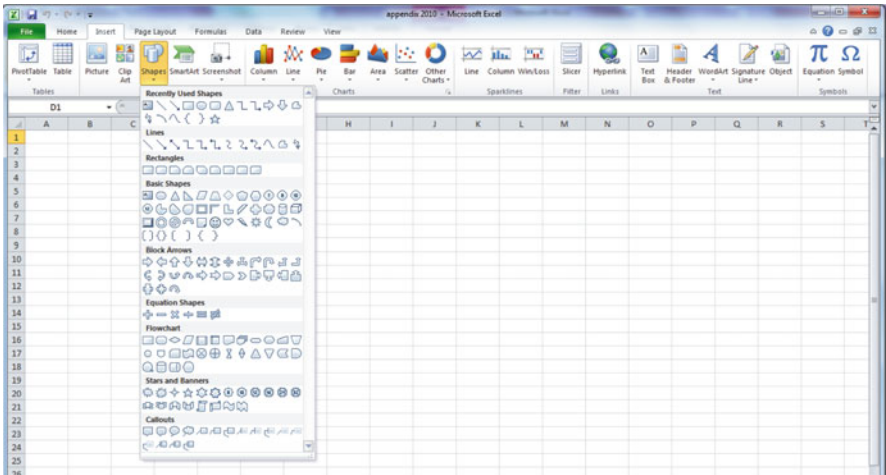 appendix 2010 - Microsoft Excel
File Home Insert Page Layout Formulas Data Review View
PivotTable Table Picture Clip Art Shapes SmartArt Screenshot Column Line Pie Bar Area Scatter Other Charts Line Column Win/Loss Slicer Hyperlink Text Box Header & Footer WordArt Signature Line Object Equation Symbol
Tables Charts Sparklines Filter Links Text Symbols
D1
A B C H I J K L M N O P Q R S T
Recently Used Shapes
Lines
Rectangles
Basic Shapes
Block Arrows
Equation Shapes
Flowchart
Stars and Banners
Callouts
1
2
3
4
5
6
7
8
9
10
11
12
13
14
15
16
17
18
19
20
21
22
23
24
25
26